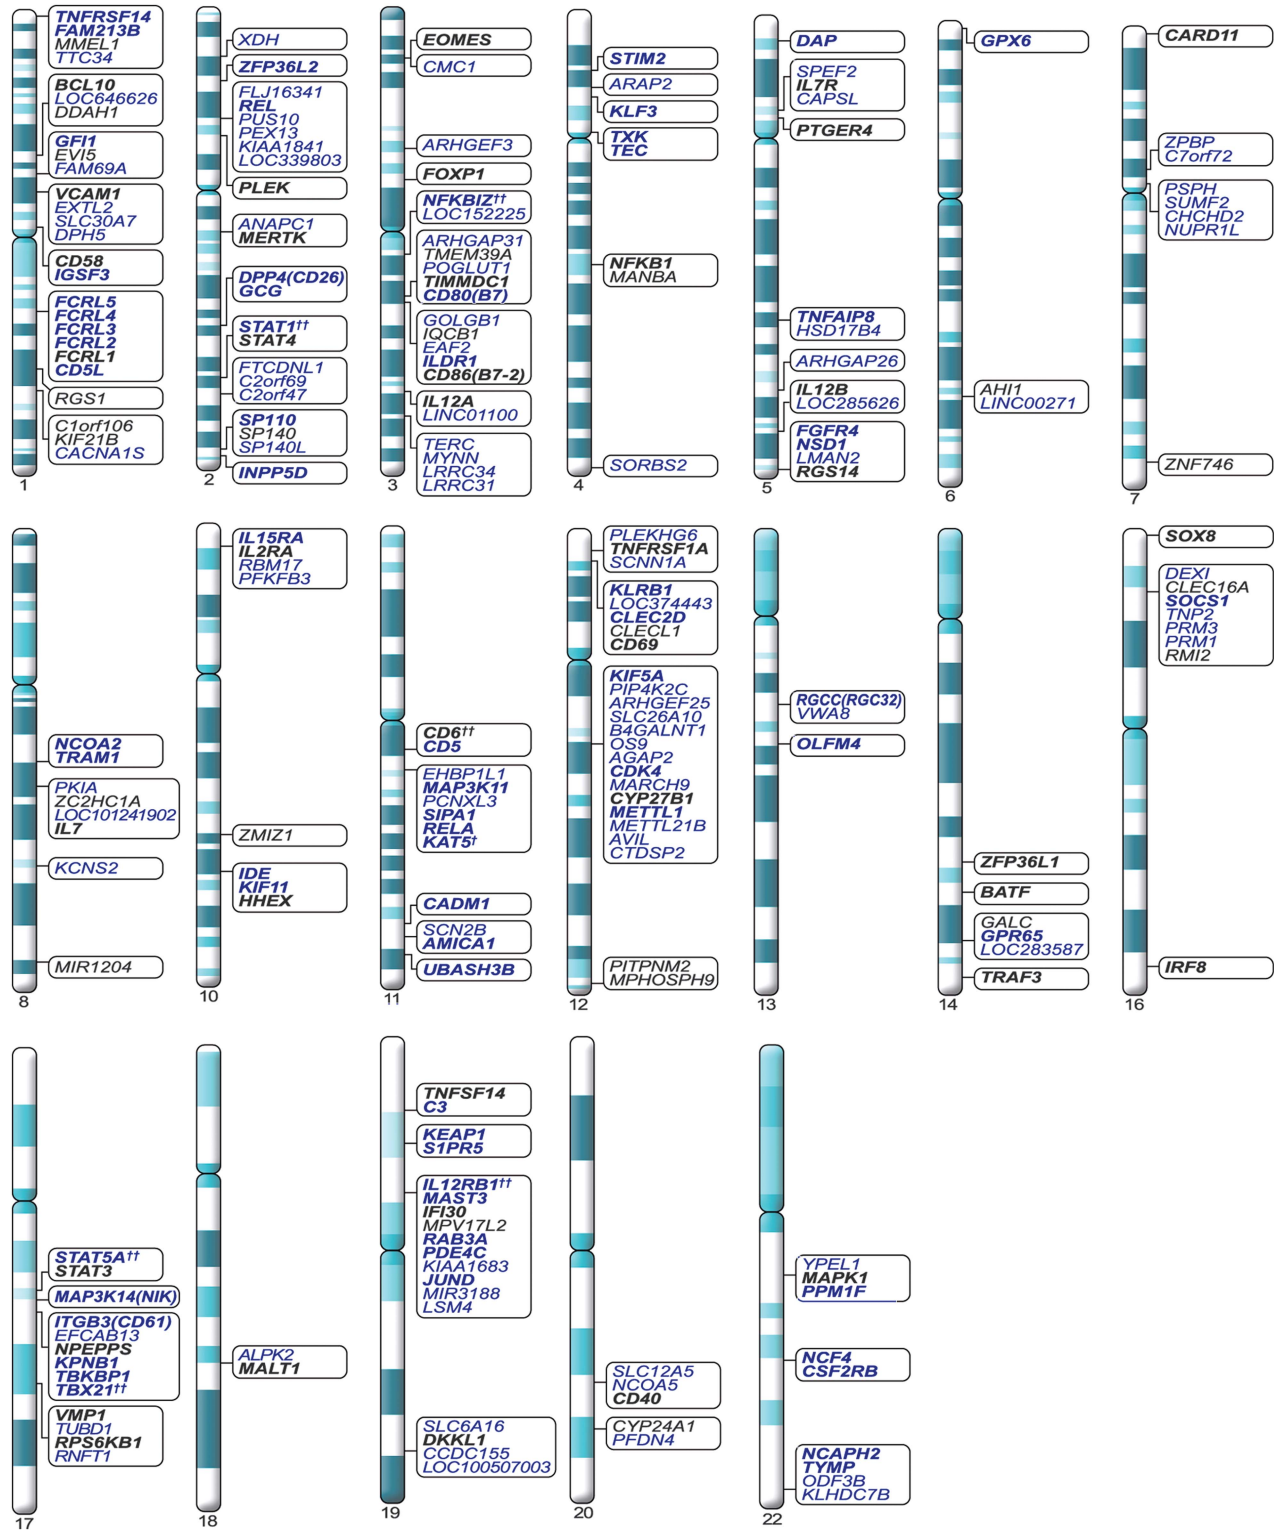 TNFRSF14
FAM213B
MMEL1
TTC34
BCL10
LOC646626
DDAH1
GFI1
EVI5
FAM69A
VCAM1
EXTL2
SLC30A7
DPH5
CD58
IGSF3
FCRL5
FCRL4
FCRL3
FCRL2
FCRL1
CD5L
RGS1
C1orf106
KIF21B
CACNA1S
1
XDH
ZFP36L2
FLJ16341
REL
PUS10
PEX13
KIAA1841
LOC339803
PLEK
ANAPC1
MERTK
DPP4(CD26)
GCG
STAT1††
STAT4
FTCDNL1
C2orf69
C2orf47
SP110
SP140
SP140L
INPP5D
2
EOMES
CMC1
ARHGEF3
FOXP1
NFKBIZ††
LOC152225
ARHGAP31
TMEM39A
POGLUT1
TIMMDC1
CD80(B7)
GOLGB1
IQCB1
EAF2
ILDR1
CD86(B7-2)
IL12A
LINC01100
TERC
MYNN
LRRC34
LRRC31
3
STIM2
ARAP2
KLF3
TXK
TEC
NFKB1
MANBA
SORBS2
4
DAP
SPEF2
IL7R
CAPSL
PTGER4
TNFAIP8
HSD17B4
ARHGAP26
IL12B
LOC285626
FGFR4
NSD1
LMAN2
RGS14
5
GPX6
AHI1
LINC00271
6
CARD11
ZPBP
C7orf72
PSPH
SUMF2
CHCHD2
NUPR1L
ZNF746
7
NCOA2
TRAM1
PKIA
ZC2HC1A
LOC101241902
IL7
KCNS2
MIR1204
8
IL15RA
IL2RA
RBM17
PFKFB3
ZMIZ1
IDE
KIF11
HHEX
10
CD6††
CD5
EHBP1L1
MAP3K11
PCNXL3
SIPA1
RELA
KAT5†
CADM1
SCN2B
AMICA1
UBASH3B
11
PLEKHG6
TNFRSF1A
SCNN1A
KLRB1
LOC374443
CLEC2D
CLECL1
CD69
KIF5A
PIP4K2C
ARHGEF25
SLC26A10
B4GALNT1
OS9
AGAP2
CDK4
MARCH9
CYP27B1
METTL1
METTL21B
AVIL
CTDSP2
PITPNM2
MPHOSPH9
12
RGCC(RGC32)
VWA8
OLFM4
13
ZFP36L1
BATF
GALC
GPR65
LOC283587
TRAF3
14
SOX8
DEXI
CLEC16A
SOCS1
TNP2
PRM3
PRM1
RMI2
IRF8
16
STAT5A††
STAT3
MAP3K14(NIK)
ITGB3(CD61)
EFCAB13
NPEPPS
KPNB1
TBKBP1
TBX21††
VMP1
TUBD1
RPS6KB1
RNFT1
17
ALPK2
MALT1
18
TNFSF14
C3
KEAP1
S1PR5
IL12RB1††
MAST3
IFI30
MPV17L2
RAB3A
PDE4C
KIAA1683
JUND
MIR3188
LSM4
SLC6A16
DKKL1
CCDC155
LOC100507003
19
SLC12A5
NCOA5
CD40
CYP24A1
PFDN4
20
YPEL1
MAPK1
PPM1F
NCF4
CSF2RB
NCAPH2
TYMP
ODF3B
KLHDC7B
22